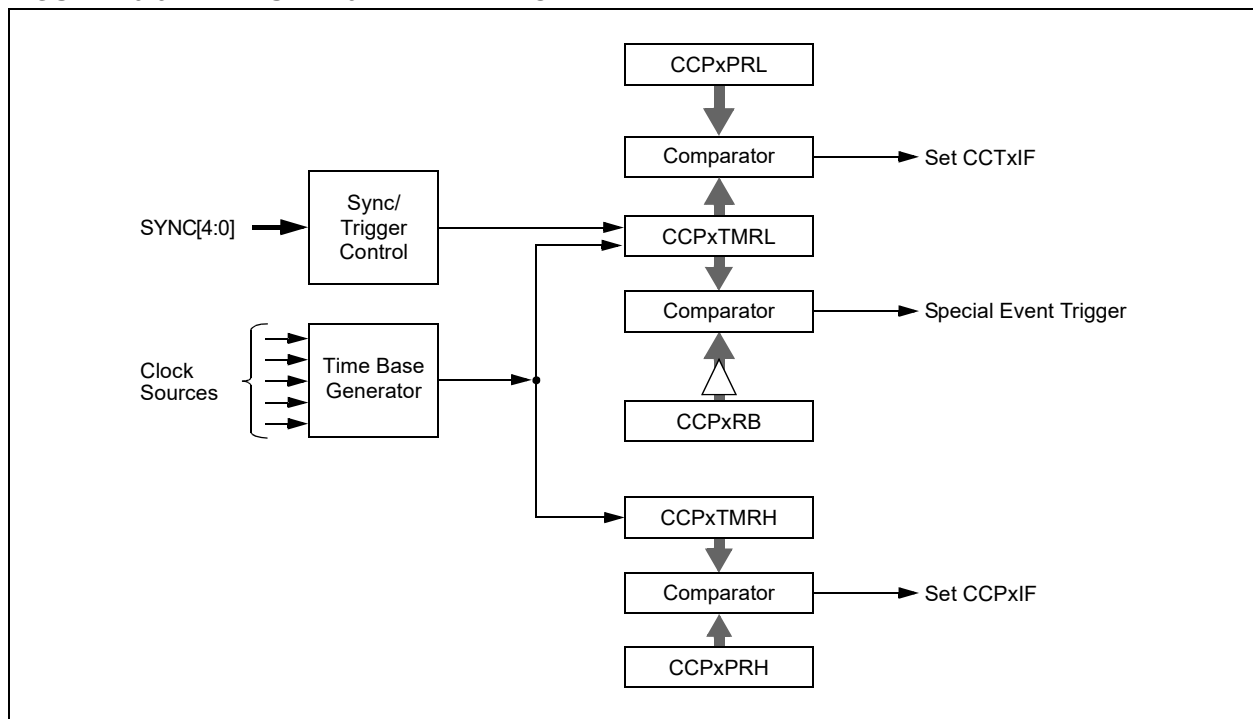 CCPxPRL
Comparator
Set CCTxIF
Sync/
Trigger
Control
SYNC[4:0]
CCPxTMRL
Comparator
Special Event Trigger
Clock
Sources
Time Base
Generator
CCPxRB
CCPxTMRH
Comparator
Set CCPxIF
CCPxPRH